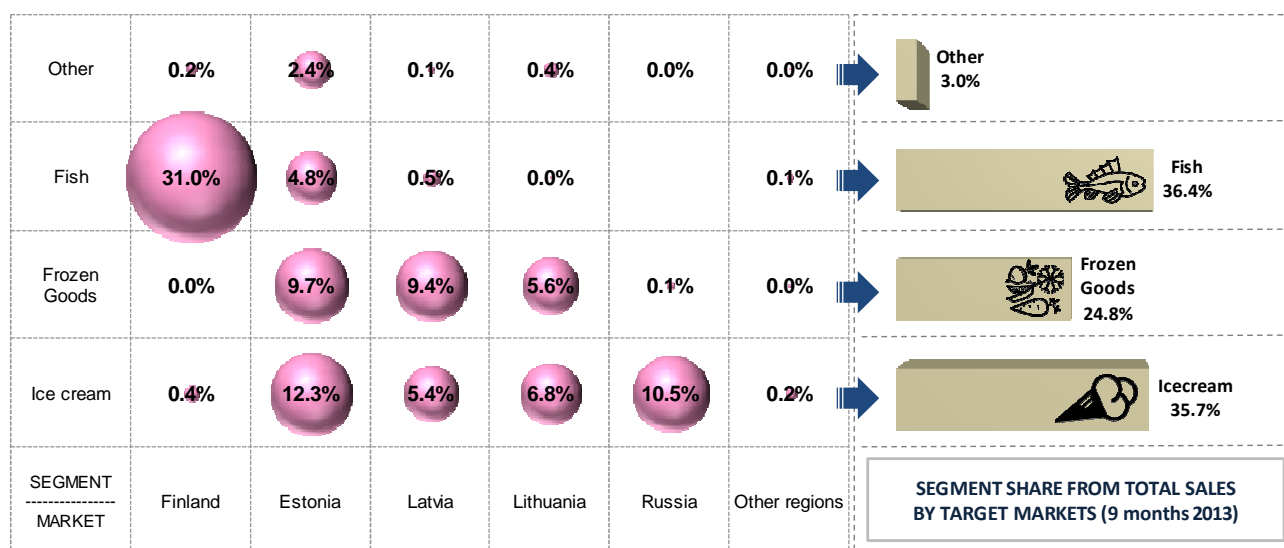 Other 0.2% 2.4% 0.1% 0.4% 0.0% 0.0%
Other
3.0%
Fish 31.0% 4.8% 0.5% 0.0% 0.1%
Fish
36.4%
Frozen
Goods 0.0% 9.7% 9.4% 5.6% 0.1% 0.0%
Frozen
Goods
24.8%
Ice cream 0.4% 12.3% 5.4% 6.8% 10.5% 0.2%
Icecream
35.7%
SEGMENT
----------------
MARKET
Finland Estonia Latvia Lithuania Russia Other regions
SEGMENT SHARE FROM TOTAL SALES
BY TARGET MARKETS (9 months 2013)